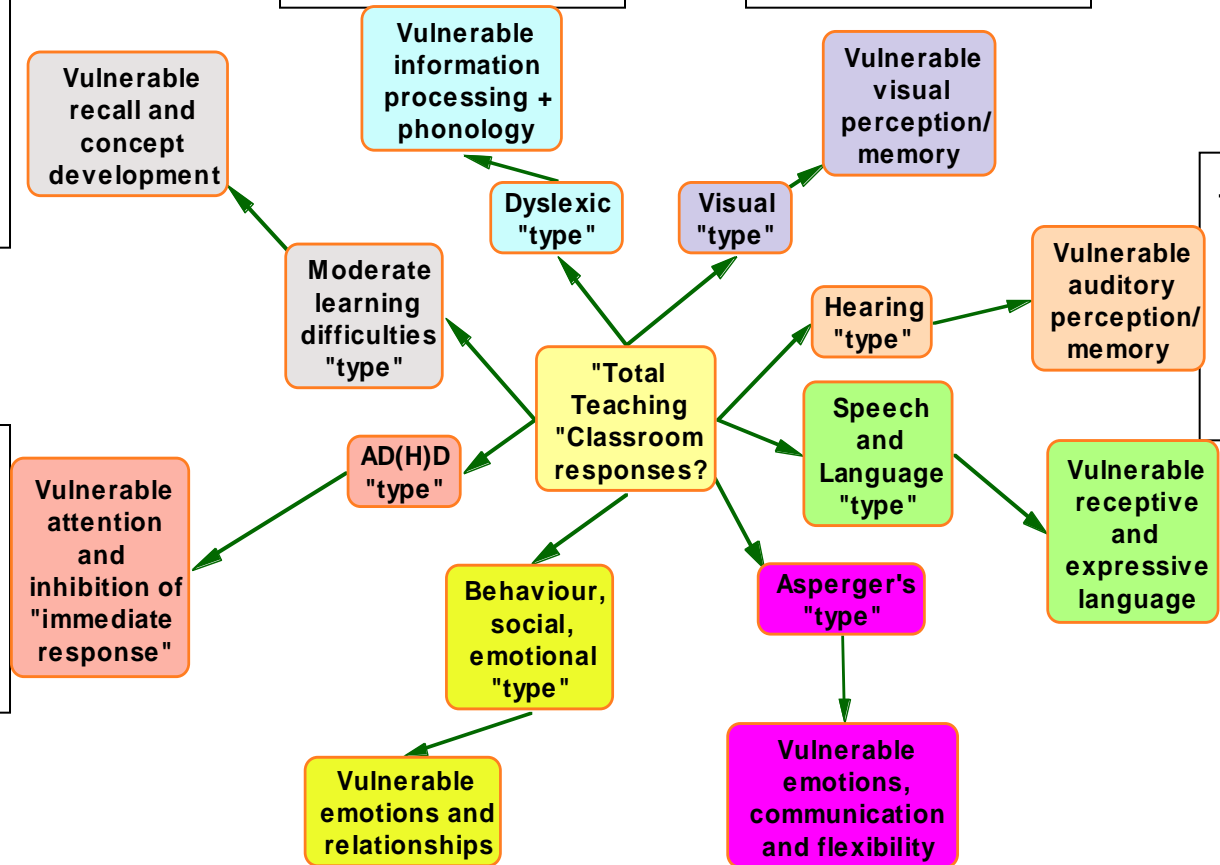 Vulnerable
information
processing +
phonology
Vulnerable
visual
perception/
memory
Vulnerable
recall and
concept
development
Dyslexic
"type"
Visual
"type"
Vulnerable
auditory
perception/
memory
Moderate
learning
difficulties
"type"
Hearing
"type"
"Total
Teaching
"Classroom
responses?
Speech
and
Language
"type"
AD(H)D
"type"
Vulnerable
receptive
and
expressive
language
Vulnerable
attention
and
inhibition of
"immediate
response"
Behaviour,
social,
emotional
"type"
Asperger's
"type"
Vulnerable
emotions and
relationships
Vulnerable
emotions,
communication
and flexibility